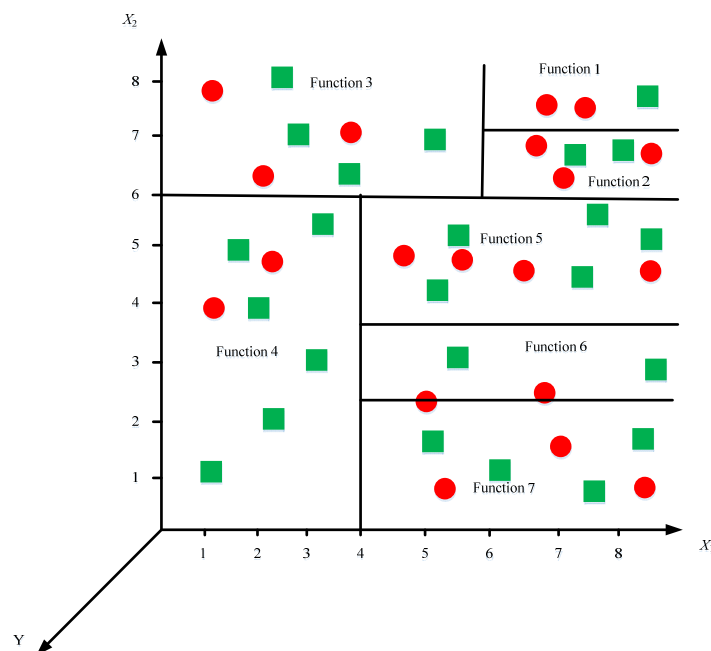 X2
Function 1
8
Function 3
7
Function 2
6
5
Function 5
4
Function 4
Function 6
3
2
1
Function 7
1 2 3 4 5 6 7 8
X
Y